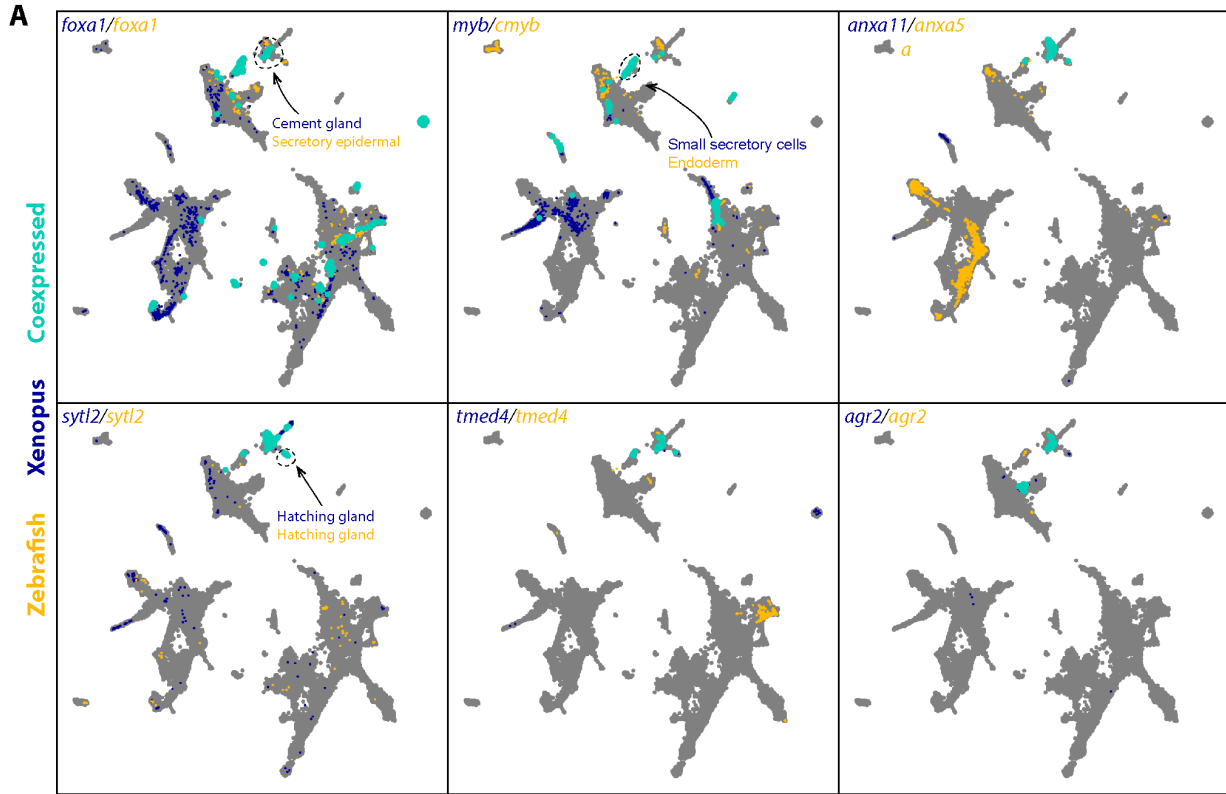 A
Zebrafish Xenopus Coexpressed
foxa1/foxa1
Cement gland
Secretory epidermal
myb/cmyb
Small secretory cells
Endoderm
anxa11/anxa5
a
sytl2/sytl2
Hatching gland
Hatching gland
tmed4/tmed4
agr2/agr2